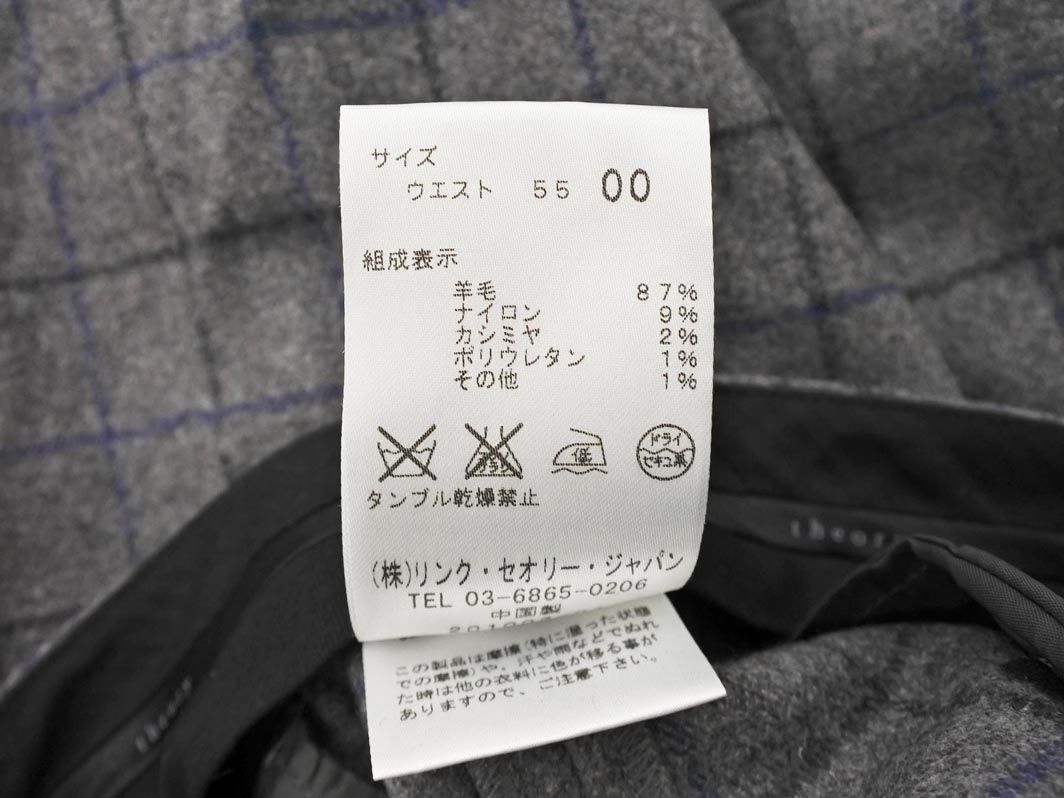 サイズ
ウエスト 55 00
組成表示
羊毛 87%
ナイロン 9%
カシミヤ 2%
ポリウレタン 1%
その他 1%
低
ドライ
セキユ系
タンブル乾燥禁止
(株)リンク・セオリー・ジャパン
TEL 03-6865-0206
中国製
この製品は摩擦(特に湿った状態
での摩擦)や、汗や雨などでぬれ
た時は他の衣料に色が移る事が
ありますので、ご注意下さい。
theory
theory